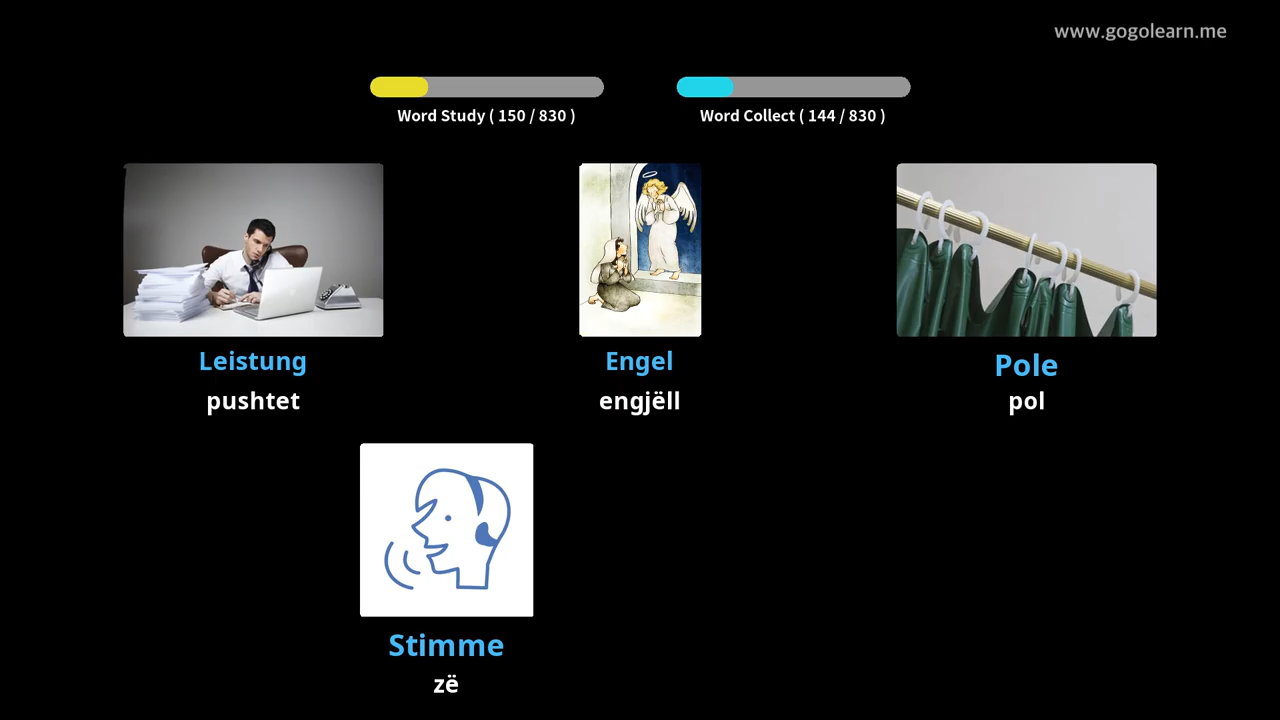 www.gogolearn.me
Word Study ( 150 / 830 )
Word Collect ( 144 / 830 )
Leistung
pushtet
Engel
engjëll
Pole
pol
Stimme
zë